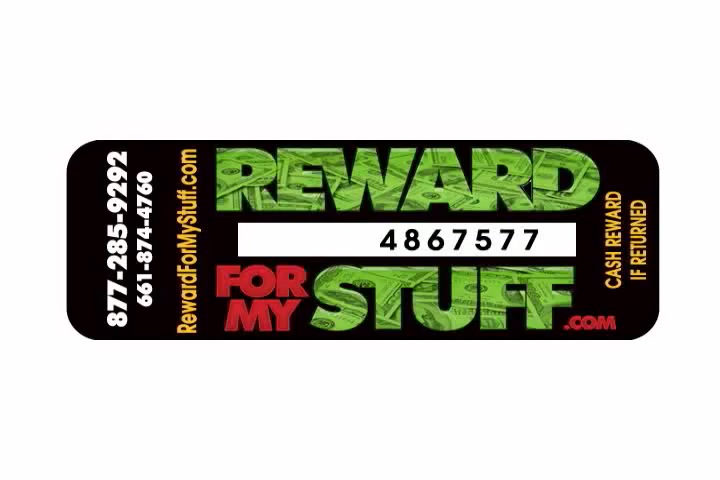 877-285-9292
661-874-4760
RewardForMyStuff.com
REWARD
4867577
FOR MY STUFF .COM
CASH REWARD
IF RETURNED